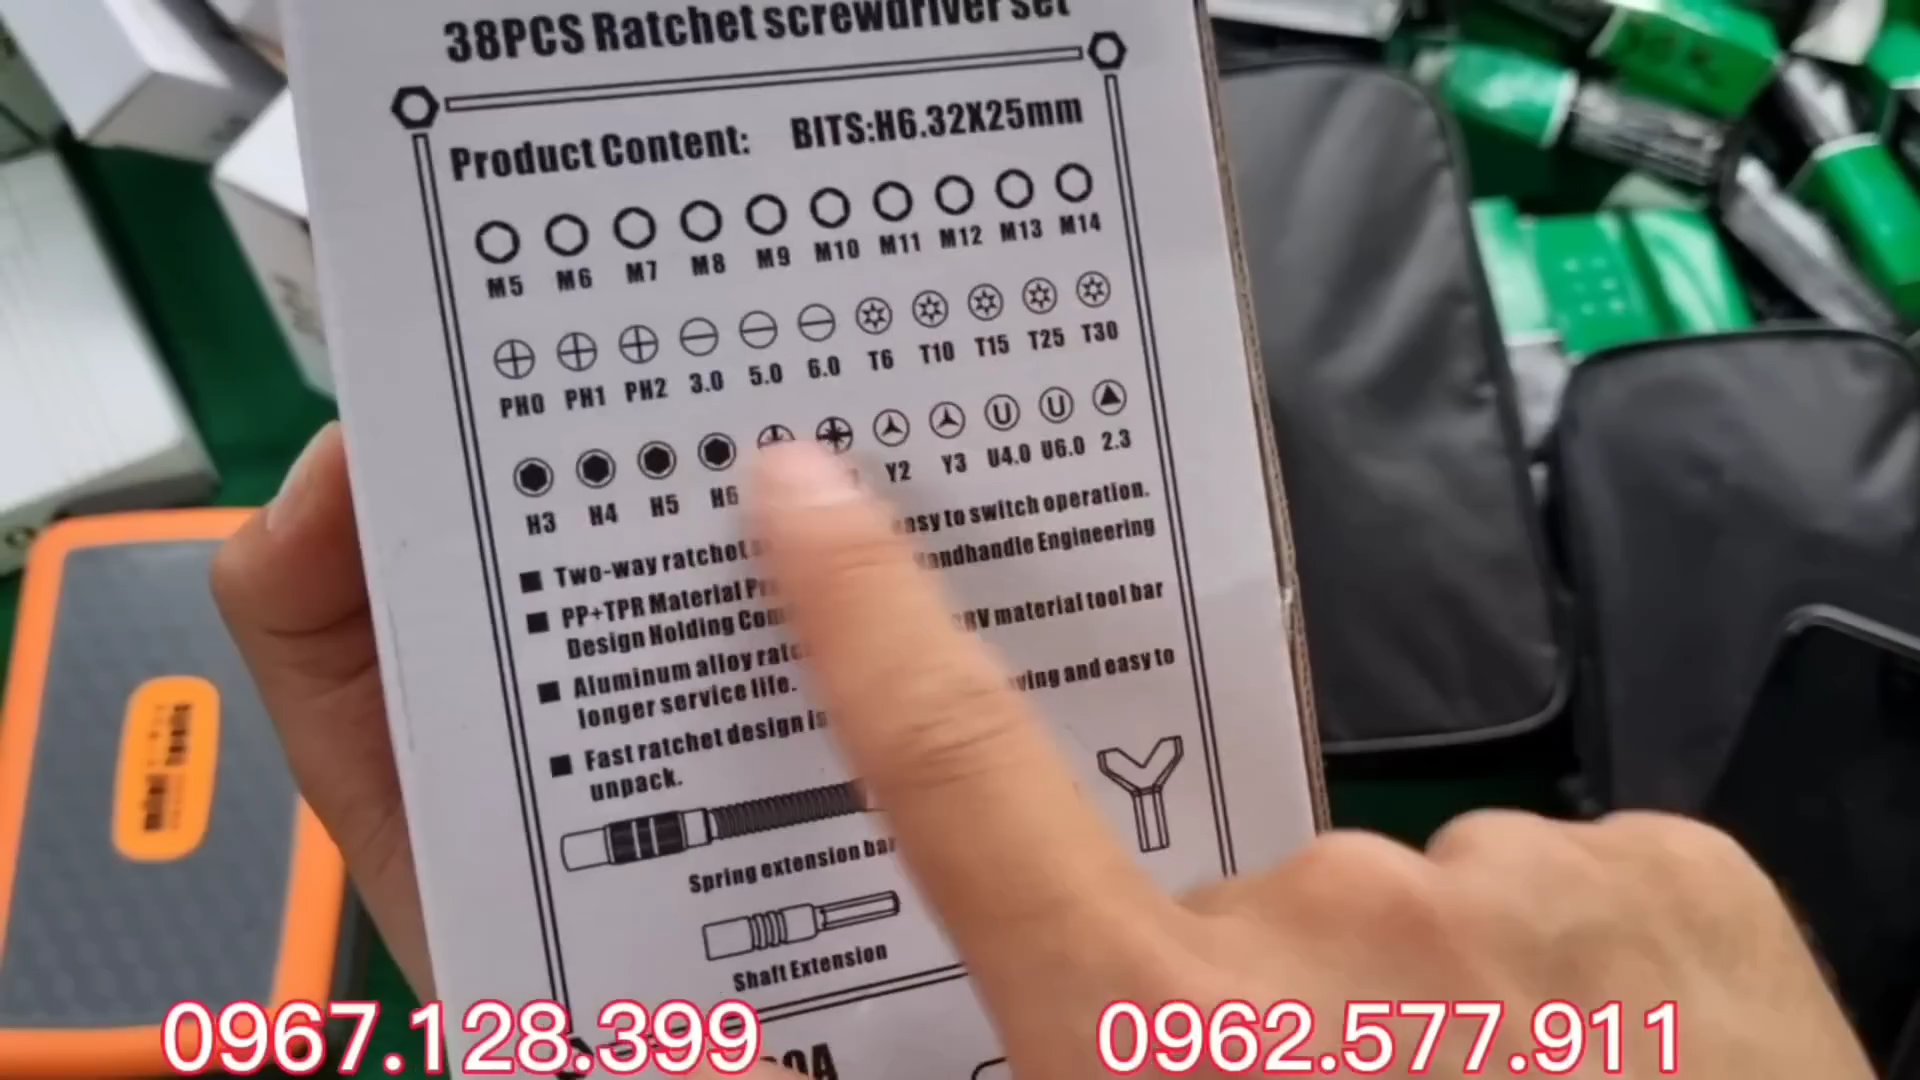 38PCS Ratchet screwdriver set
Product Content: BITS:H6.32X25mm
M5 M6 M7 M8 M9 M10 M11 M12 M13 M14
PH0 PH1 PH2 3.0 5.0 6.0 T6 T10 T15 T25 T30
H3 H4 H5 H6 Y2 Y3 U4.0 U6.0 2.3
Two-way ratchet easy to switch operation.
PP+TPR Material Handhandle Engineering
Design Holding
Aluminum alloy material tool bar
longer service life.
Fast ratchet design is and easy to
unpack.
Spring extension bar
Shaft Extension
0967.128.399 0962.577.911